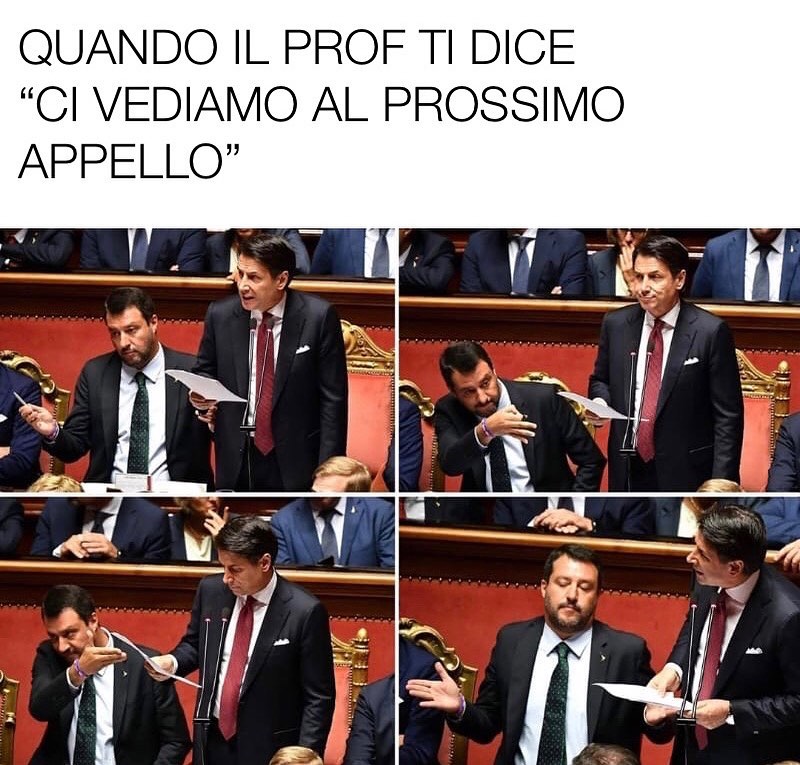 QUANDO IL PROF TI DICE
“CI VEDIAMO AL PROSSIMO
APPELLO”